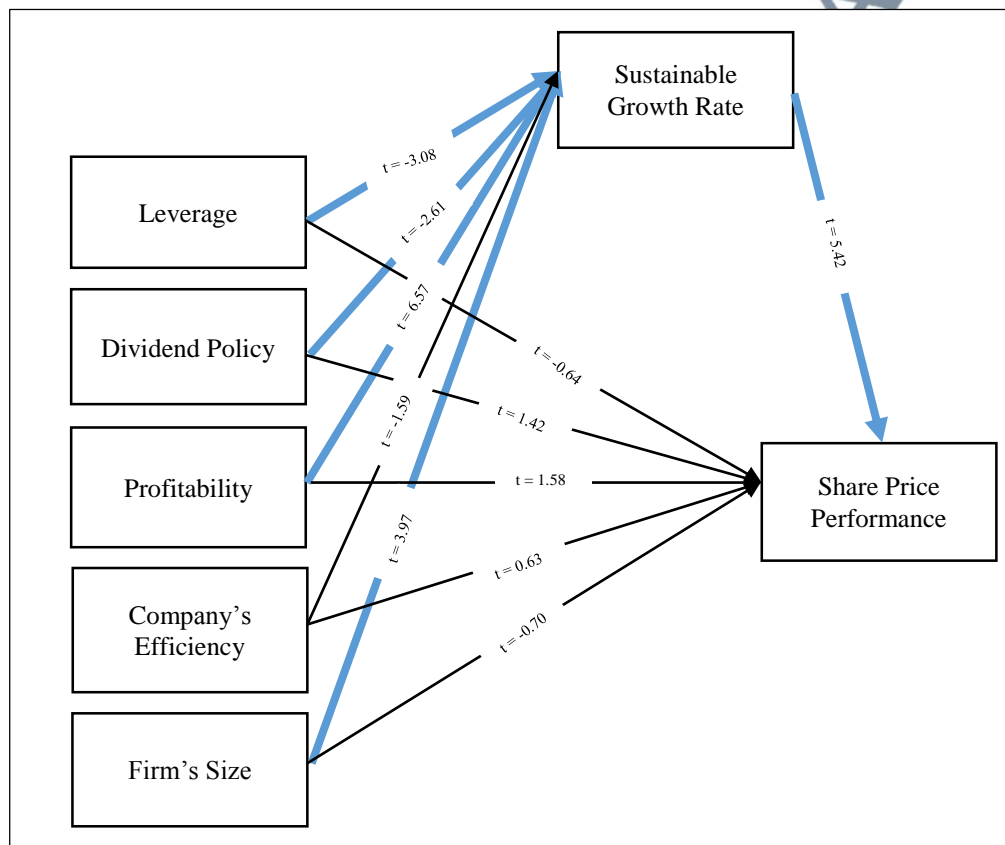 Sustainable
Growth Rate
t = -3.08
Leverage
t = -2.61
t = 5.42
t = 6.57
Dividend Policy
t = -0.64
t = -1.59
t = 1.42
Profitability
t = 1.58
Share Price
Performance
t = 3.97
t = 0.63
Company’s
Efficiency
t = -0.70
Firm’s Size